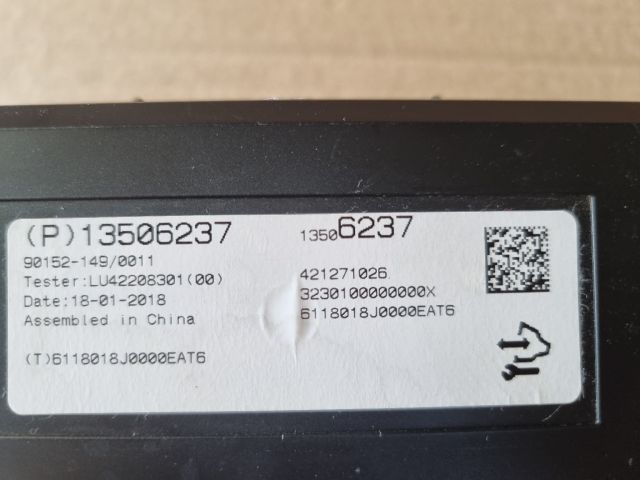 (P)13506237
90152-149/0011
Tester:LU42208301(00)
Date:18-01-2018
Assembled in China
(T)6118018J0000EAT6
13506237
421271026
3230100000000X
6118018J0000EAT6